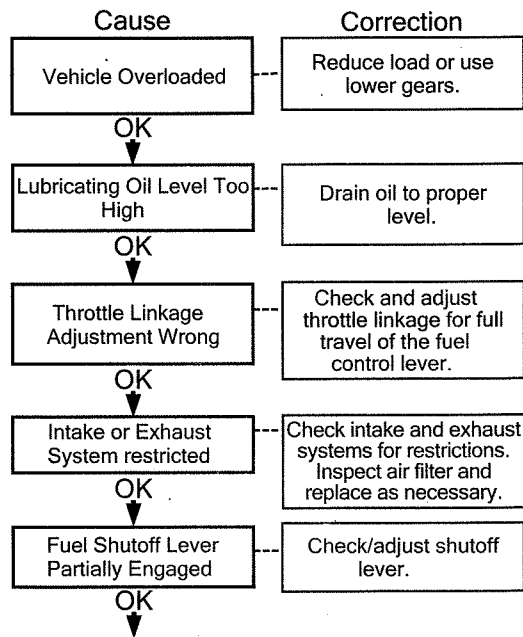 Cause
Correction
Vehicle Overloaded
Reduce load or use
lower gears.
OK
Lubricating Oil Level Too
High
Drain oil to proper
level.
OK
Throttle Linkage
Adjustment Wrong
Check and adjust
throttle linkage for full
travel of the fuel
control lever.
OK
Intake or Exhaust
System restricted
Check intake and exhaust
systems for restrictions.
Inspect air filter and
replace as necessary.
OK
Fuel Shutoff Lever
Partially Engaged
Check/adjust shutoff
lever.
OK